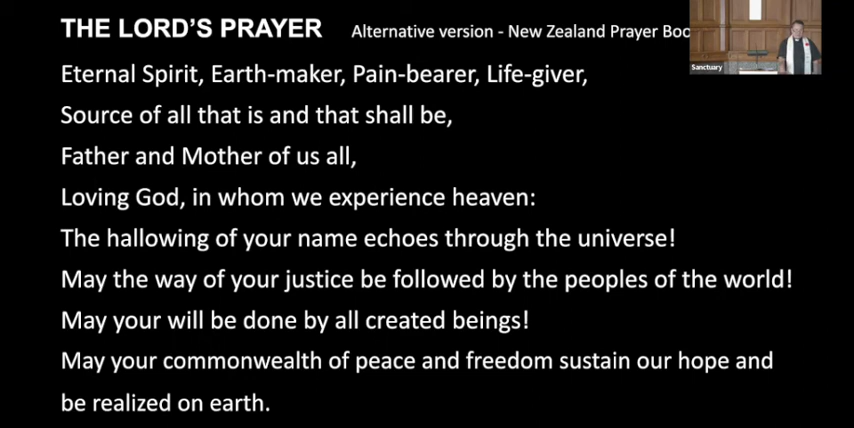 THE LORD'S PRAYER Alternative version - New Zealand Prayer
Sanctuary
Eternal Spirit, Earth-maker, Pain-bearer, Life-giver,
Source of all that is and that shall be,
Father and Mother of us all,
Loving God, in whom we experience heaven:
The hallowing of your name echoes through the universe!
May the way of your justice be followed by the peoples of the world!
May your will be done by all created beings!
May your commonwealth of peace and freedom sustain our hope and
be realized on earth.